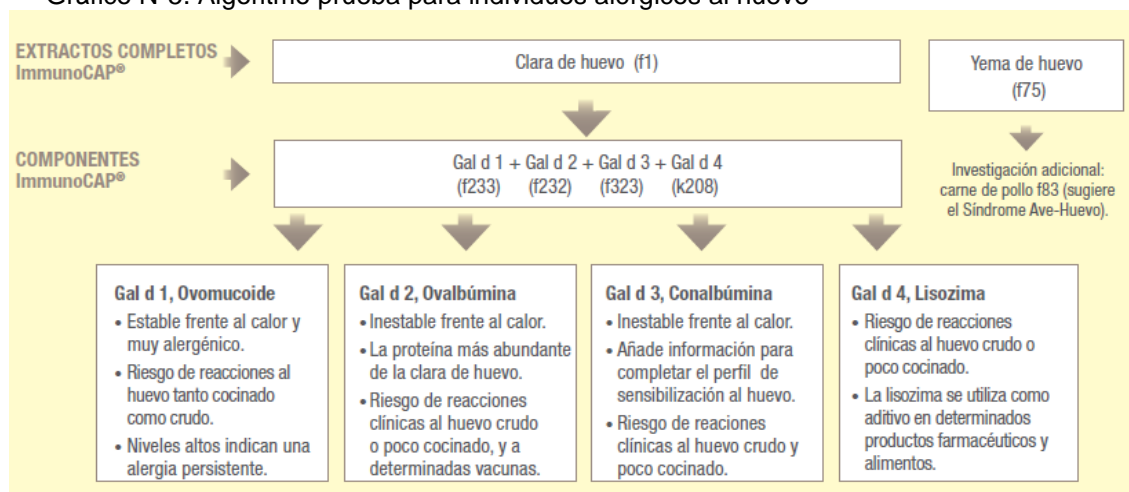 Gráfico N°3: Algoritmo prueba para individuos alérgicos al huevo
EXTRACTOS COMPLETOS
ImmunoCAP®
Clara de huevo (f1)
Yema de huevo
(f75)
COMPONENTES
ImmunoCAP®
Gal d 1 + Gal d 2 + Gal d 3 + Gal d 4
(f233) (f232) (f323) (k208)
Investigación adicional:
carne de pollo f83 (sugiere
el Síndrome Ave-Huevo).
Gal d 1, Ovomucoide
• Estable frente al calor y
muy alergénico.
• Riesgo de reacciones al
huevo tanto cocinado
como crudo.
• Niveles altos indican una
alergia persistente.
Gal d 2, Ovalbúmina
• Inestable frente al calor.
• La proteína más abundante
de la clara de huevo.
• Riesgo de reacciones
clínicas al huevo crudo
o poco cocinado, y a
determinadas vacunas.
Gal d 3, Conalbúmina
• Inestable frente al calor.
• Añade información para
completar el perfil de
sensibilización al huevo.
• Riesgo de reaciones
clínicas al huevo crudo y
poco cocinado.
Gal d 4, Lisozima
• Riesgo de reacciones
clínicas al huevo crudo o
poco cocinado.
• La lisozima se utiliza como
aditivo en determinados
productos farmacéuticos y
alimentos.